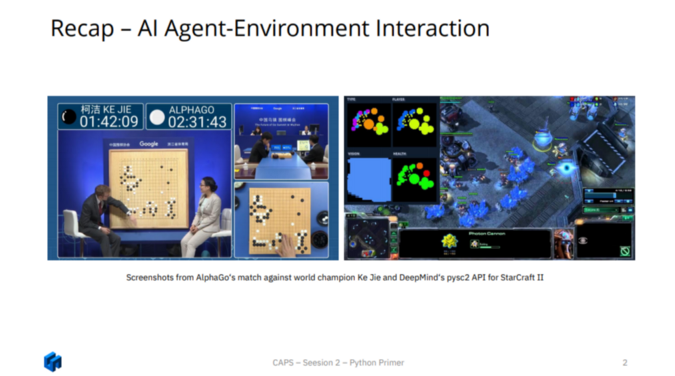 Recap – AI Agent-Environment Interaction
柯洁 KE JIE
01:42:09
ALPHAGO
02:31:43
Google
Photon Cannon
Screenshots from AlphaGo's match against world champion Ke Jie and DeepMind's pysc2 API for StarCraft II
CAPS – Seesion 2 – Python Primer
2